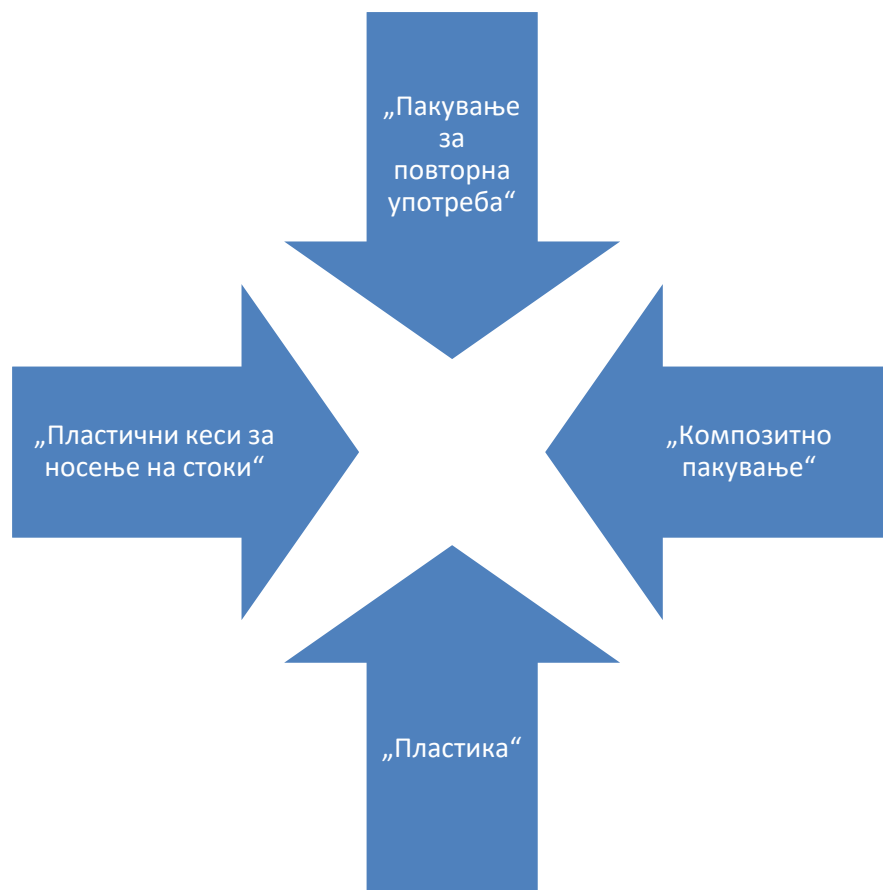 „Пакување
за
повторна
употреба“
„Пластични кеси за
носење на стоки“
„Композитно
пакување“
„Пластика“